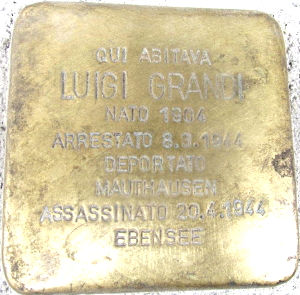 QUI ABITAVA
LUIGI GRANDI
NATO 1904
ARRESTATO 8.3.1944
DEPORTATO
MAUTHAUSEN
ASSASSINATO 20.4.1944
EBENSEE